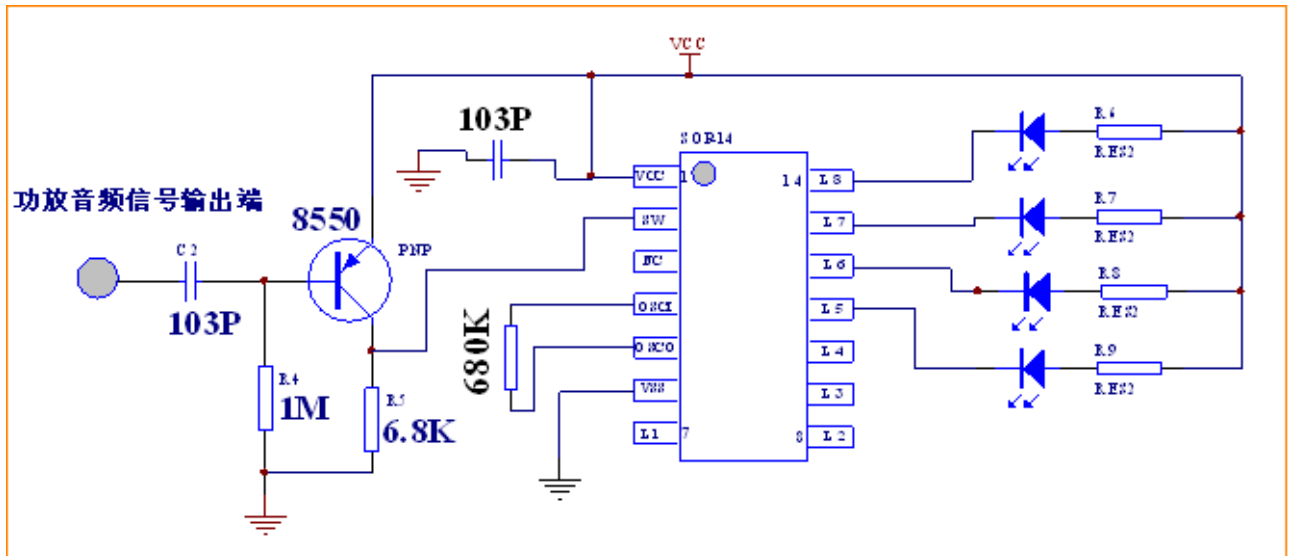 VCC
103P
SOP14
R6
RES2
VCC
1
14
L8
功放音频信号输出端
8550
PNP
SW
L7
R7
RES2
C2
NC
L6
R8
RES2
103P
OSCI
L5
680K
OSCO
L4
R9
RES2
R4
1M
R5
6.8K
VSS
L3
L1
7
8
L2